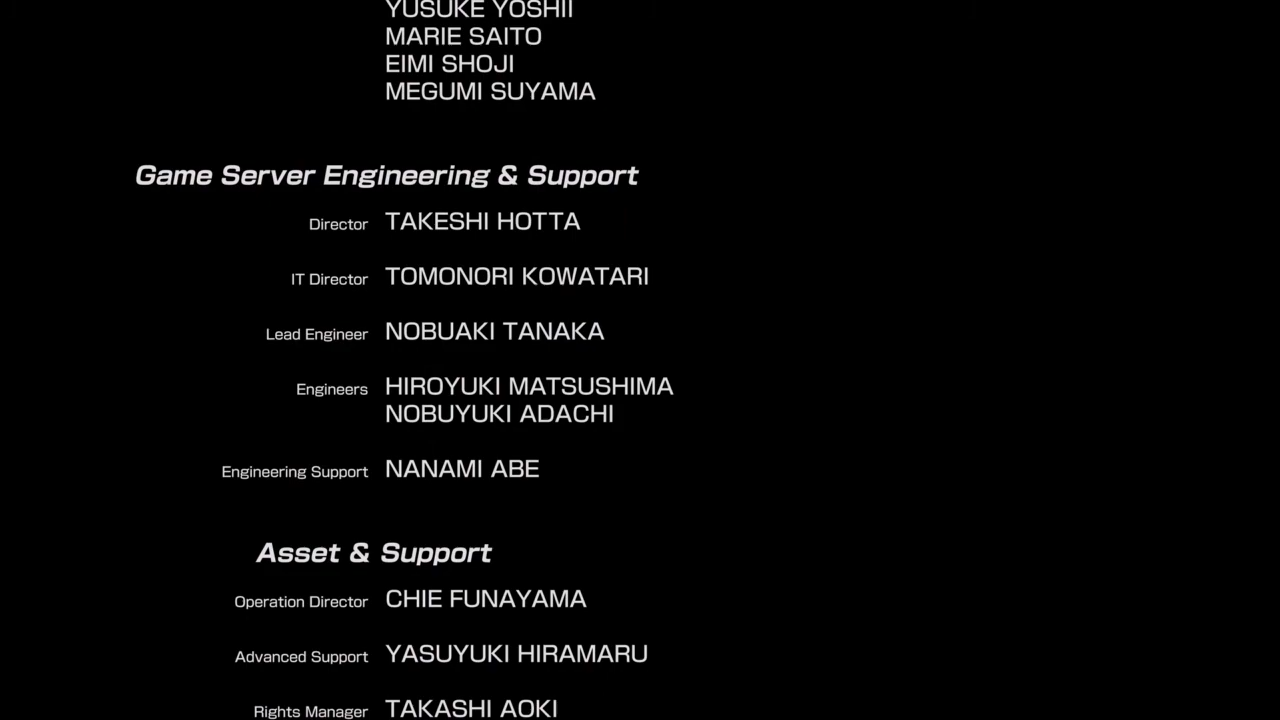 YUSUKE YOSHII
MARIE SAITO
EIMI SHOJI
MEGUMI SUYAMA
Game Server Engineering & Support
Director TAKESHI HOTTA
IT Director TOMONORI KOWATARI
Lead Engineer NOBUAKI TANAKA
Engineers HIROYUKI MATSUSHIMA
NOBUYUKI ADACHI
Engineering Support NANAMI ABE
Asset & Support
Operation Director CHIE FUNAYAMA
Advanced Support YASUYUKI HIRAMARU
Rights Manager TAKASHI AOKI